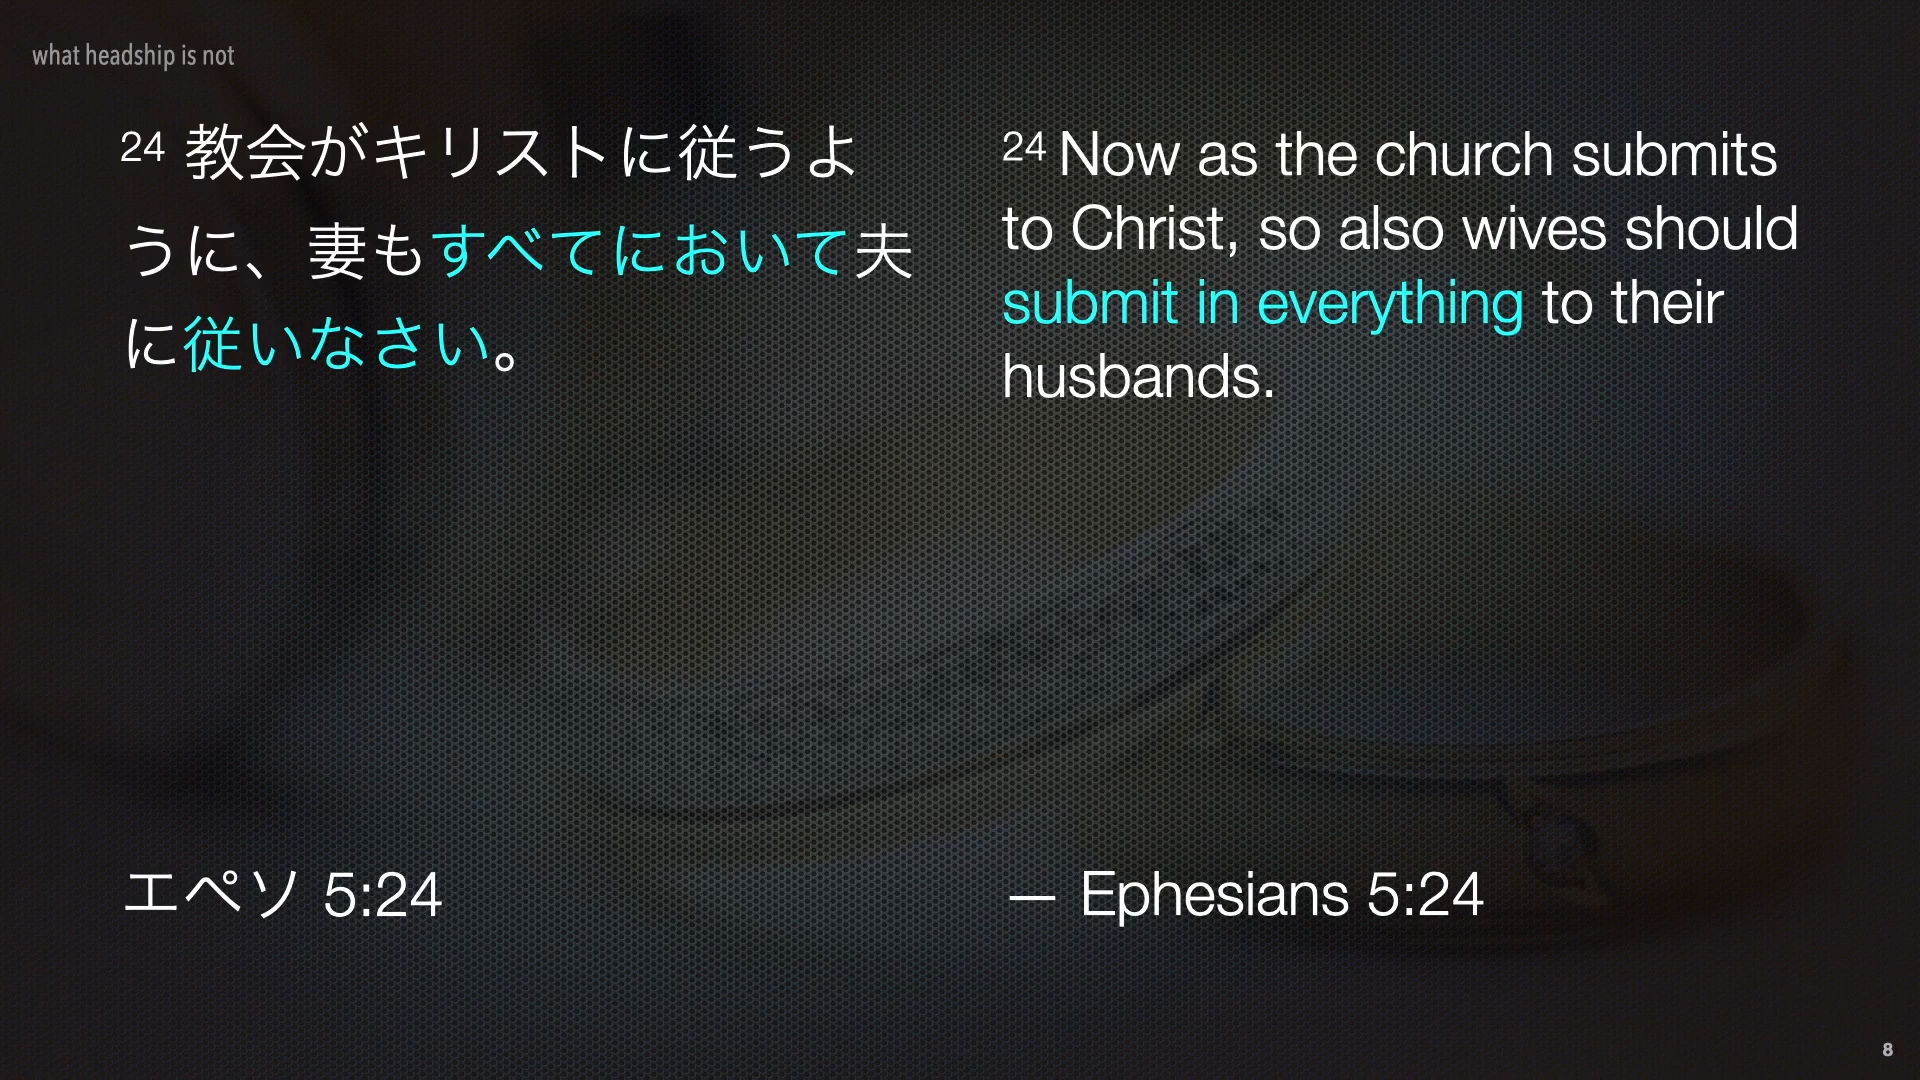 what headship is not
24 教会がキリストに従うよ
うに、妻もすべてにおいて夫
に従いなさい。
エペソ 5:24
24 Now as the church submits
to Christ, so also wives should
submit in everything to their
husbands.
— Ephesians 5:24
8